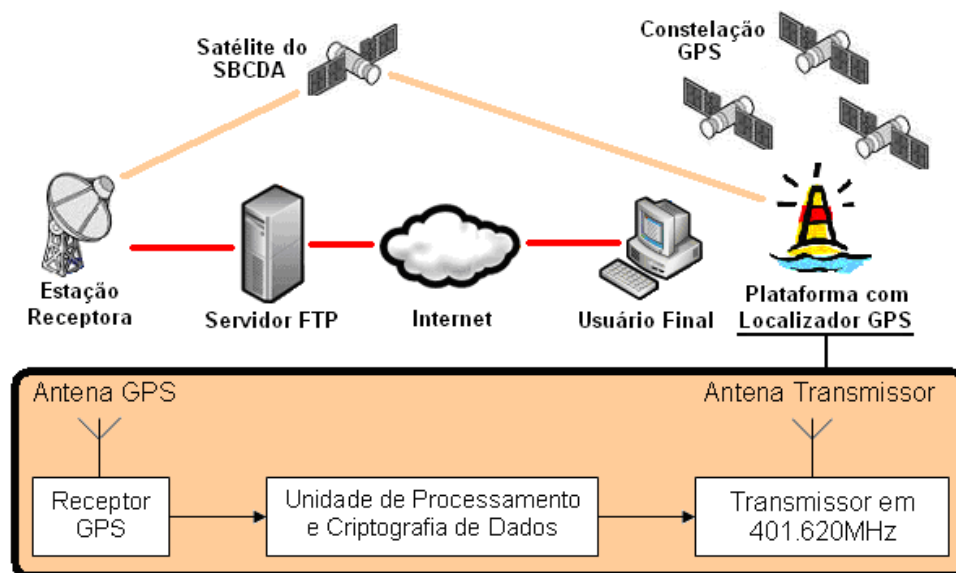 Satélite do
SBCDA
Constelação
GPS
Estação
Receptora
Servidor FTP
Internet
Usuário Final
Plataforma com
Localizador GPS
Antena GPS
Antena Transmissor
Receptor
GPS
Unidade de Processamento
e Criptografia de Dados
Transmissor em
401.620MHz